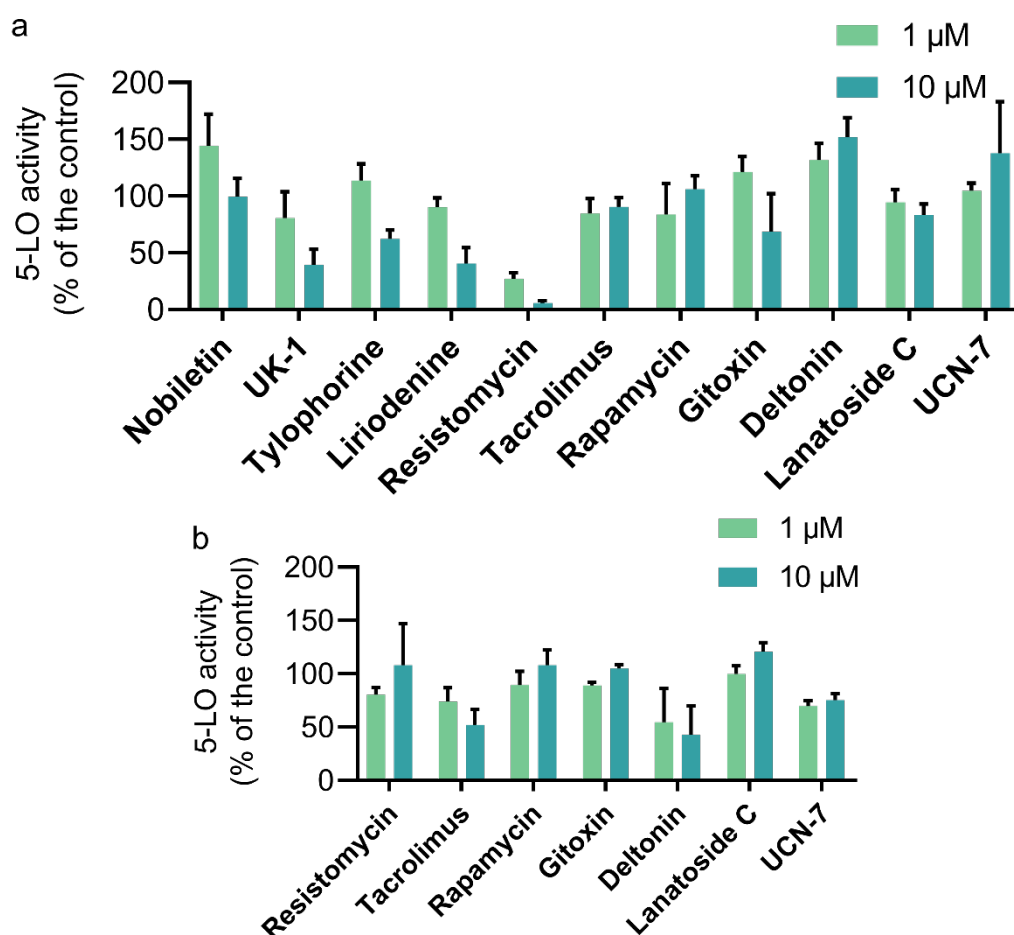 a
1 µM
10 µM
5-LO activity
(% of the control)
200
150
100
50
0
Nobiletin
UK-1
Tylophorine
Liriodenine
Resistomycin
Tacrolimus
Rapamycin
Gitoxin
Deltonin
Lanatoside C
UCN-7
b
1 µM
10 µM
5-LO activity
(% of the control)
200
150
100
50
0
Resistomycin
Tacrolimus
Rapamycin
Gitoxin
Deltonin
Lanatoside C
UCN-7